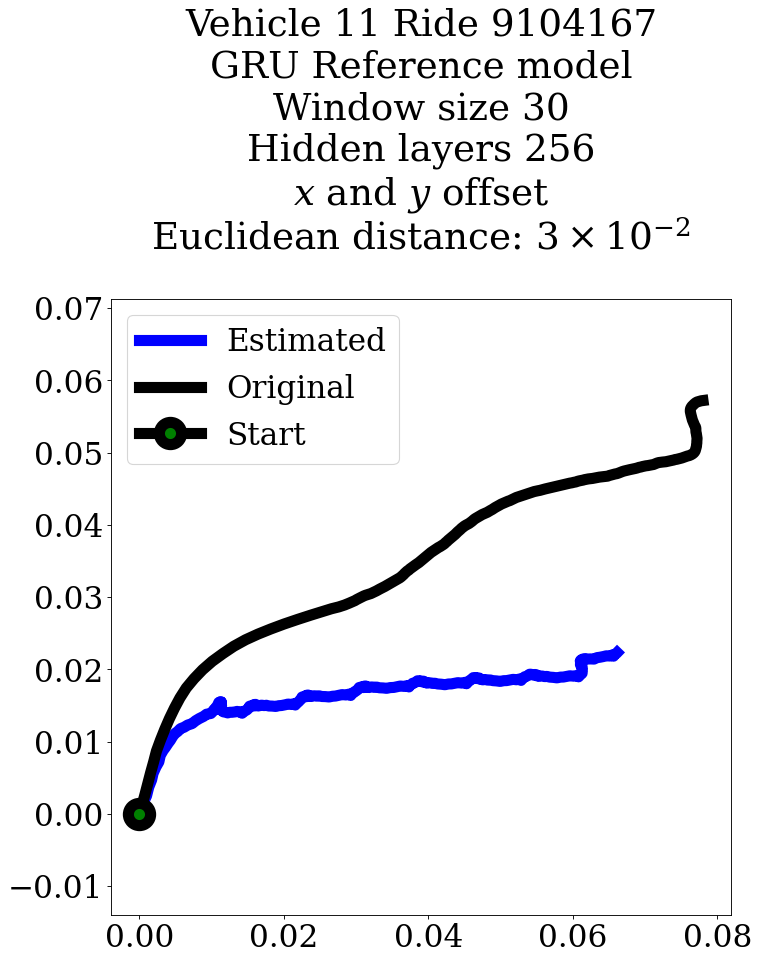 Vehicle 11 Ride 9104167
GRU Reference model
Window size 30
Hidden layers 256
x and y offset
Euclidean distance: 3 × 10⁻²
0.07
0.06
0.05
0.04
0.03
0.02
0.01
0.00
−0.01
Estimated
Original
Start
0.00 0.02 0.04 0.06 0.08